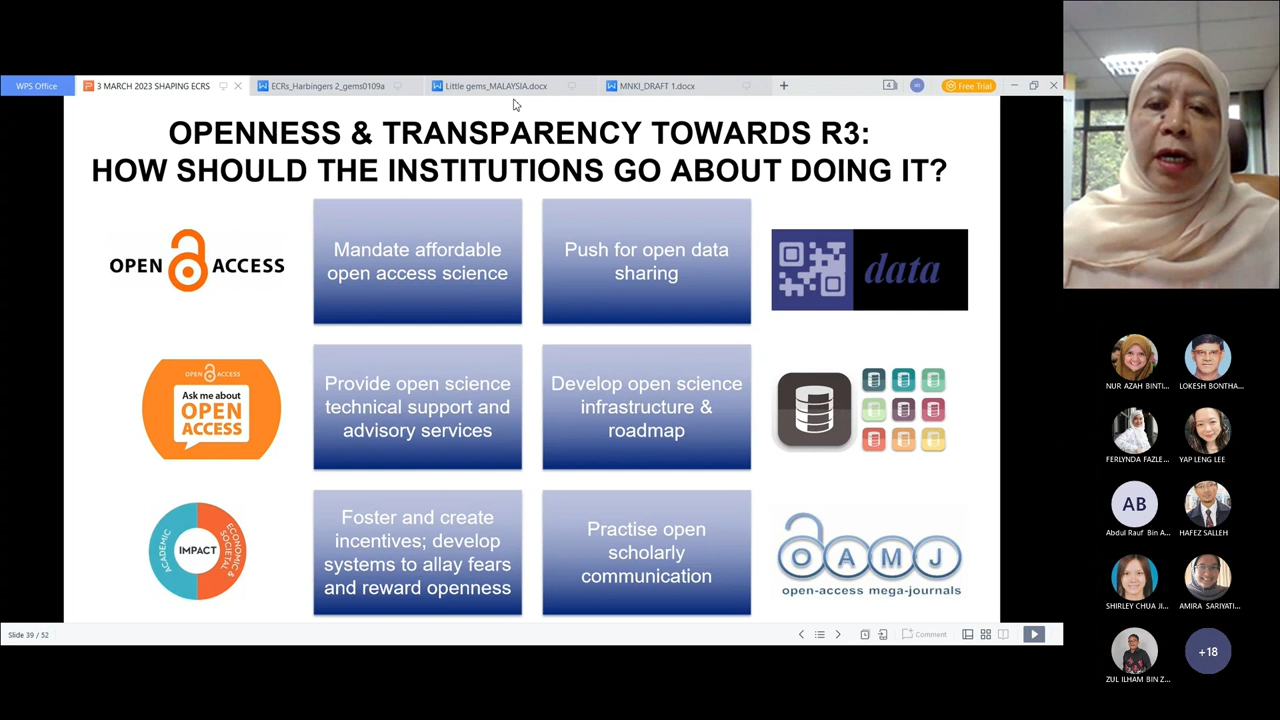 WPS Office
3 MARCH 2023 SHAPING ECRS
ECRs_Harbingers 2_gems0109a
Little gems_MALAYSIA.docx
MNKI_DRAFT 1.docx
Free Trial
OPENNESS & TRANSPARENCY TOWARDS R3:
HOW SHOULD THE INSTITUTIONS GO ABOUT DOING IT?
OPEN ACCESS
Mandate affordable
open access science
Push for open data
sharing
data
OPEN ACCESS
Ask me about
OPEN
ACCESS
Provide open science
technical support and
advisory services
Develop open science
infrastructure &
roadmap
ACADEMIC
IMPACT
ECONOMIC &
SOCIETAL
Foster and create
incentives; develop
systems to allay fears
and reward openness
Practise open
scholarly
communication
OAMJ
open-access mega-journals
Slide 39 / 52
Comment
NUR AZAH BINTI...
LOKESH BONTHA...
FERLYNDA FAZLE...
YAP LENG LEE
AB
Abdul Rauf Bin A...
HAFEZ SALLEH
SHIRLEY CHUA JI...
AMIRA SARIYATI...
ZUL ILHAM BIN Z...
+18